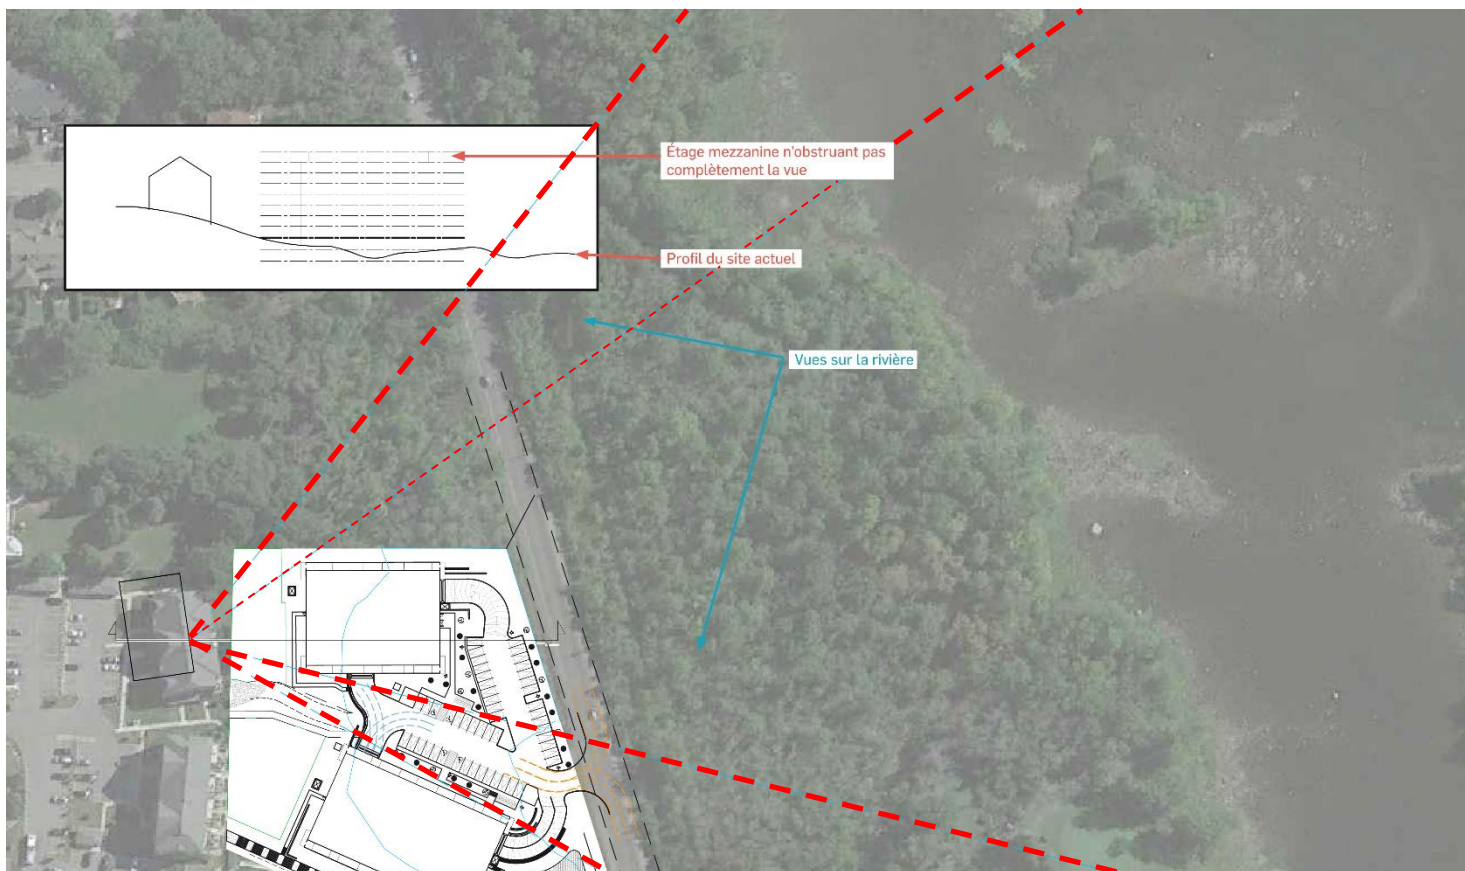 Étage mezzanine n'obstruant pas
complètement la vue
Profil du site actuel
Vues sur la rivière